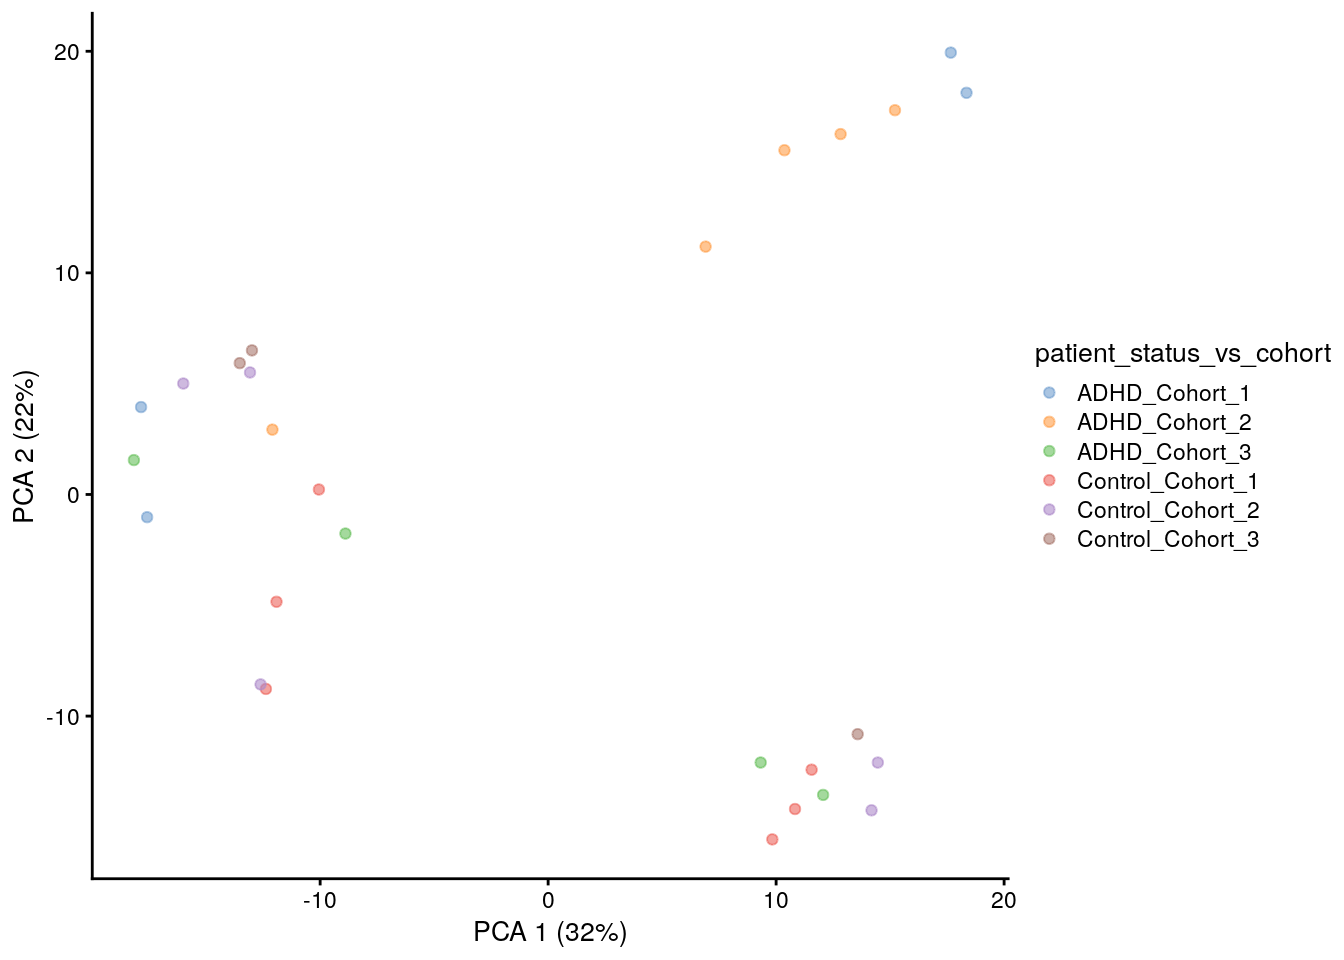 20
10
0
-10
PCA 2 (22%)
-10
0
10
20
PCA 1 (32%)
patient_status_vs_cohort
ADHD_Cohort_1
ADHD_Cohort_2
ADHD_Cohort_3
Control_Cohort_1
Control_Cohort_2
Control_Cohort_3